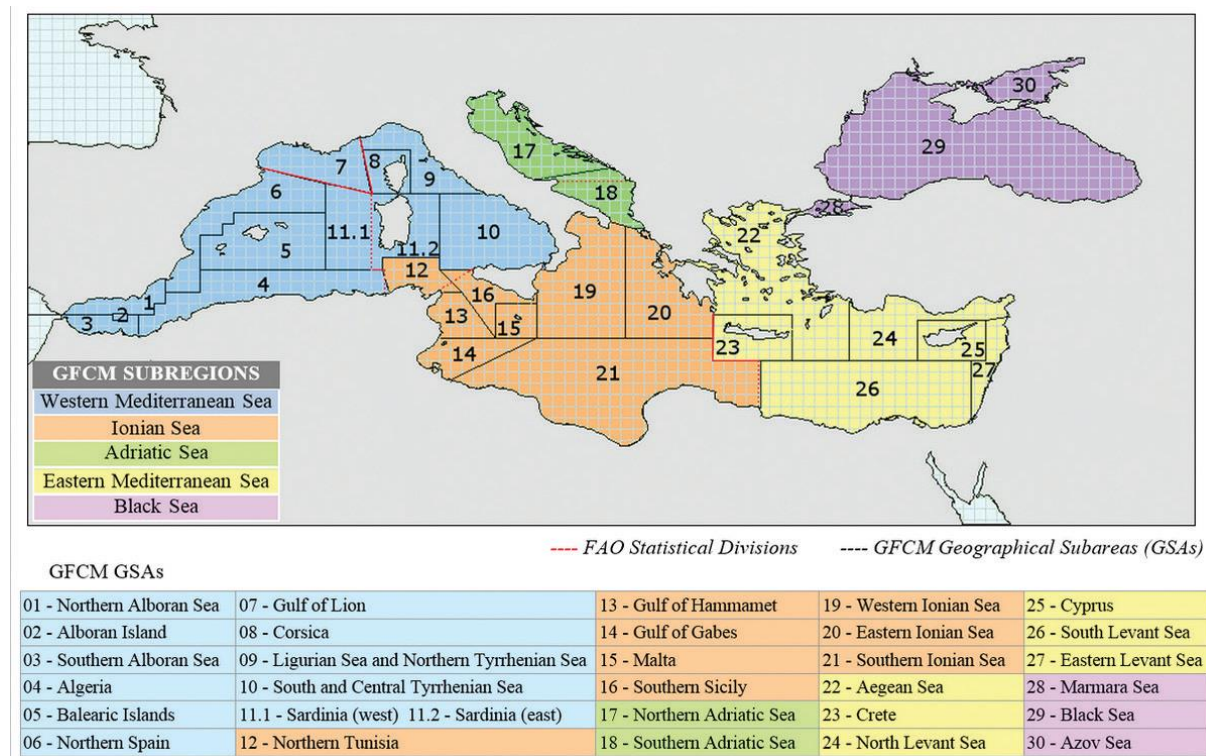 17
30
29
7
8
9
18
28
6
22
11.1
10
5
11.2
12
4
16
19
1
13
20
3
2
15
24
23
25
14
27
21
26
GFCM SUBREGIONS
Western Mediterranean Sea
Ionian Sea
Adriatic Sea
Eastern Mediterranean Sea
Black Sea
---- FAO Statistical Divisions ---- GFCM Geographical Subareas (GSAs)
GFCM GSAs
01 - Northern Alboran Sea 07 - Gulf of Lion 13 - Gulf of Hammamet 19 - Western Ionian Sea 25 - Cyprus
02 - Alboran Island 08 - Corsica 14 - Gulf of Gabes 20 - Eastern Ionian Sea 26 - South Levant Sea
03 - Southern Alboran Sea 09 - Ligurian Sea and Northern Tyrrhenian Sea 15 - Malta 21 - Southern Ionian Sea 27 - Eastern Levant Sea
04 - Algeria 10 - South and Central Tyrrhenian Sea 16 - Southern Sicily 22 - Aegean Sea 28 - Marmara Sea
05 - Balearic Islands 11.1 - Sardinia (west) 11.2 - Sardinia (east) 17 - Northern Adriatic Sea 23 - Crete 29 - Black Sea
06 - Northern Spain 12 - Northern Tunisia 18 - Southern Adriatic Sea 24 - North Levant Sea 30 - Azov Sea